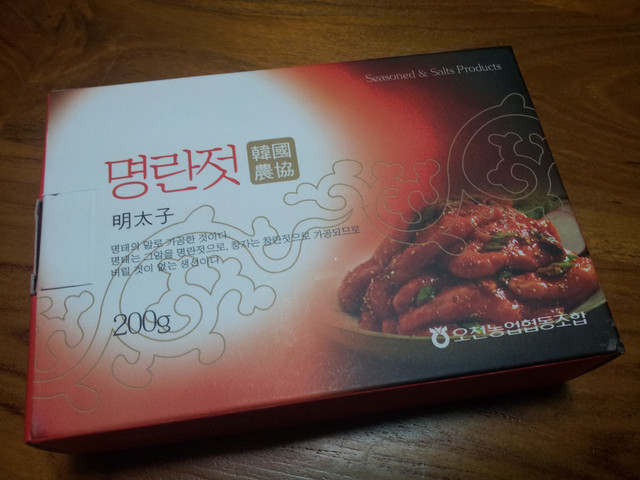 Seasoned & Salts Products
명란젓
韓國
農協
明太子
명태의 알로 가공한 것이다.
명태는 그알을 명란젓으로, 창자는 창란젓으로 가공되므로
버릴 것이 없는 생선이다.
200g
오천농업협동조합